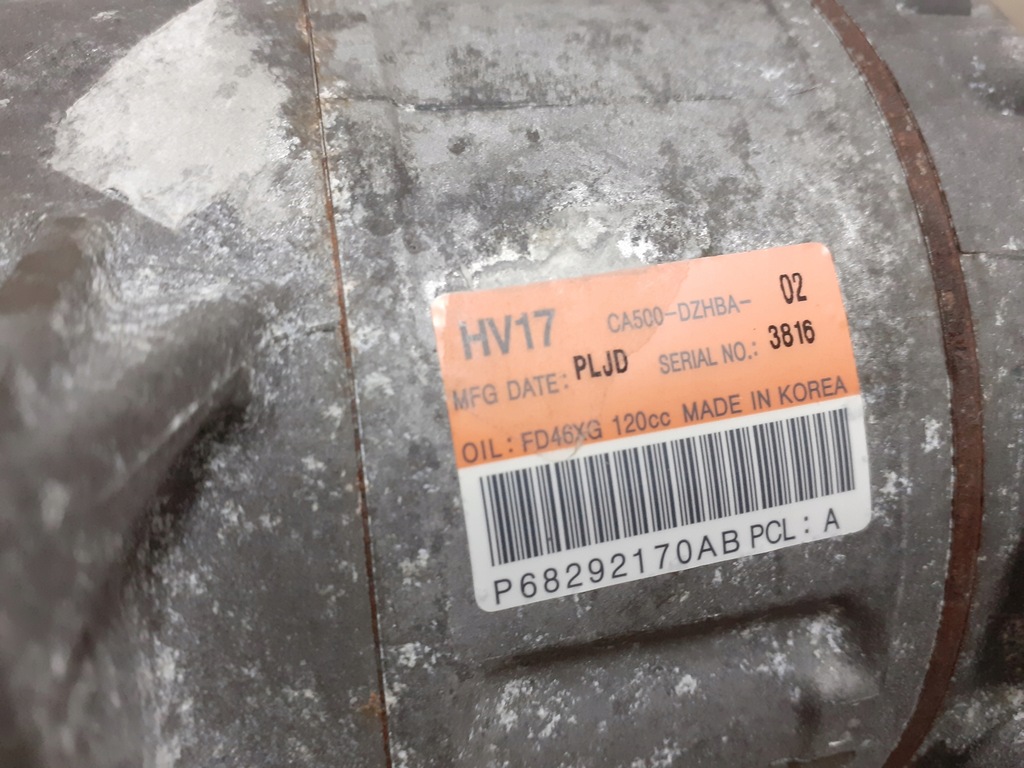 HV17 CA500-DZHBA- 02
MFG DATE: PLJD SERIAL NO.: 3816
OIL: FD46XG 120cc MADE IN KOREA
P68292170AB PCL: A